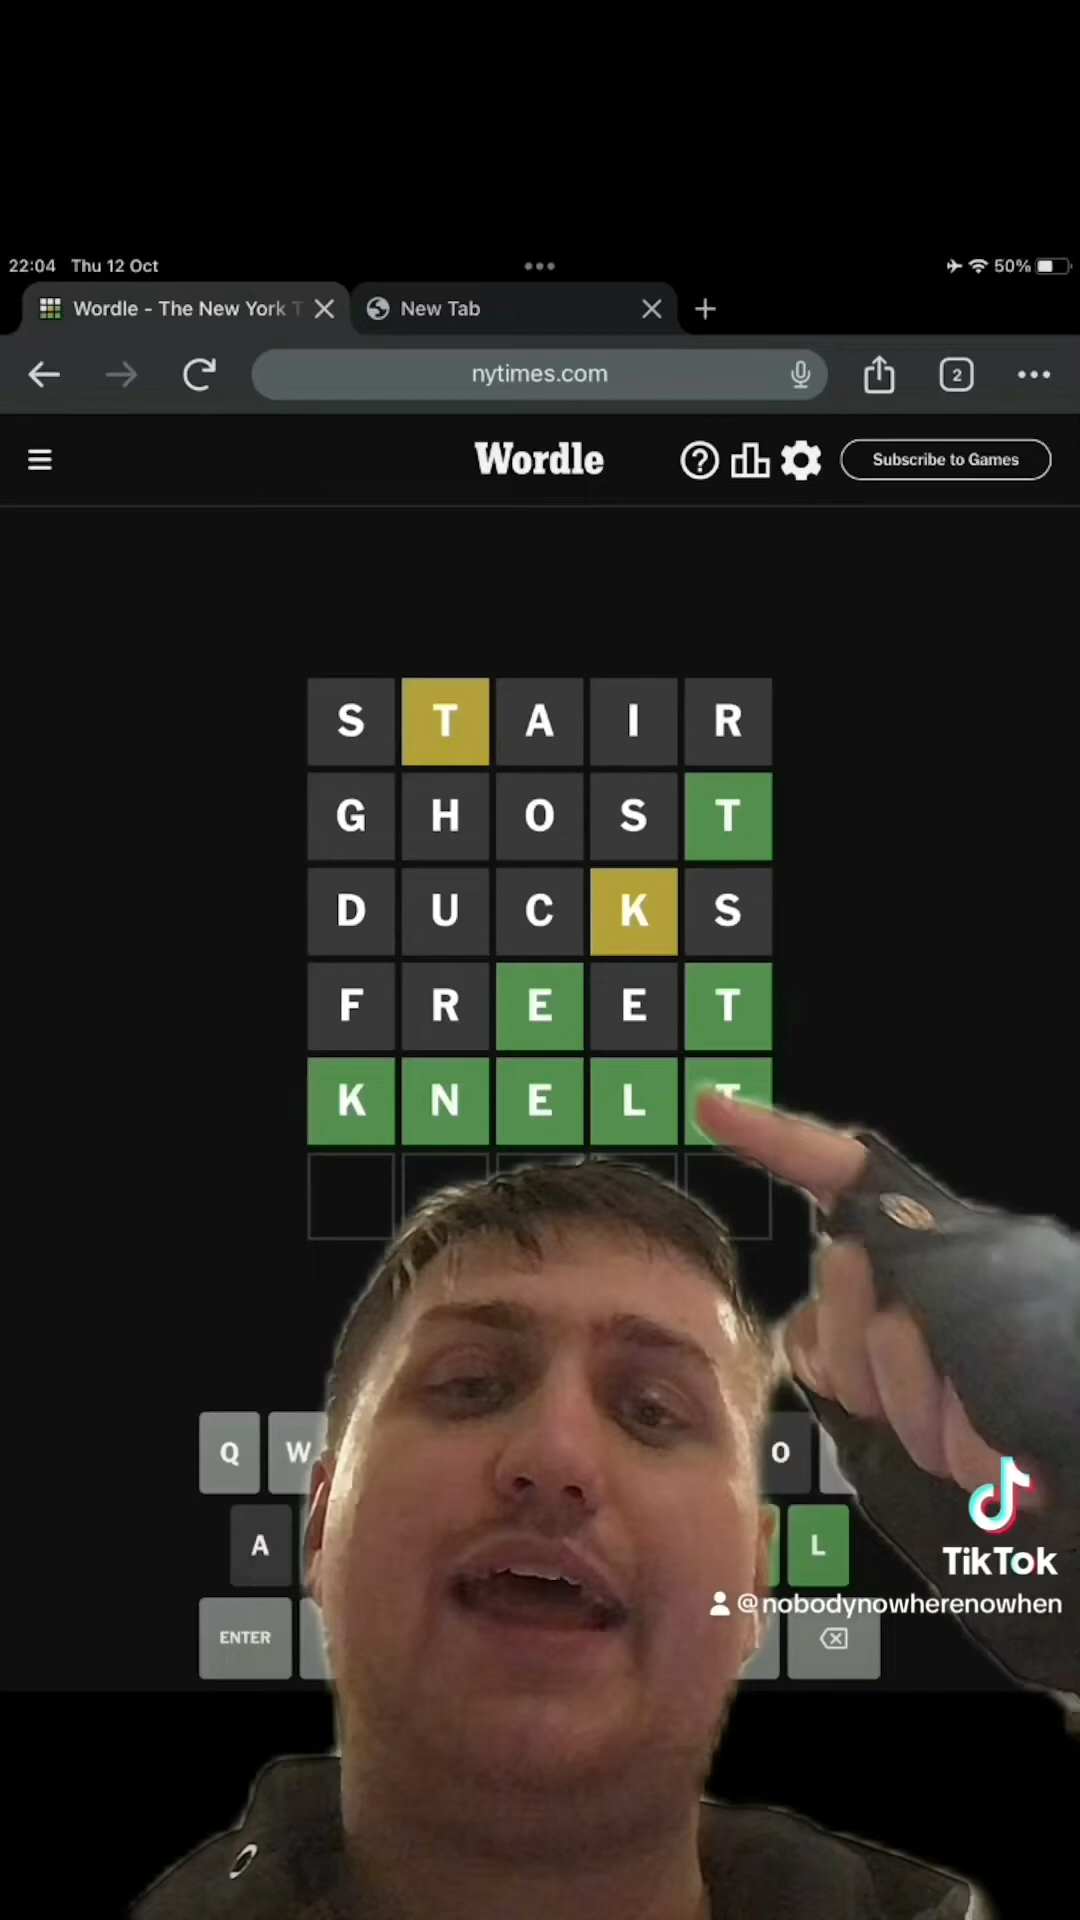 22:04 Thu 12 Oct
50%
Wordle - The New York T
New Tab
nytimes.com
2
Wordle
Subscribe to Games
S T A I R
G H O S T
D U C K S
F R E E T
K N E L T
Q W O
A L
ENTER
TikTok
@nobodynowherenowhen